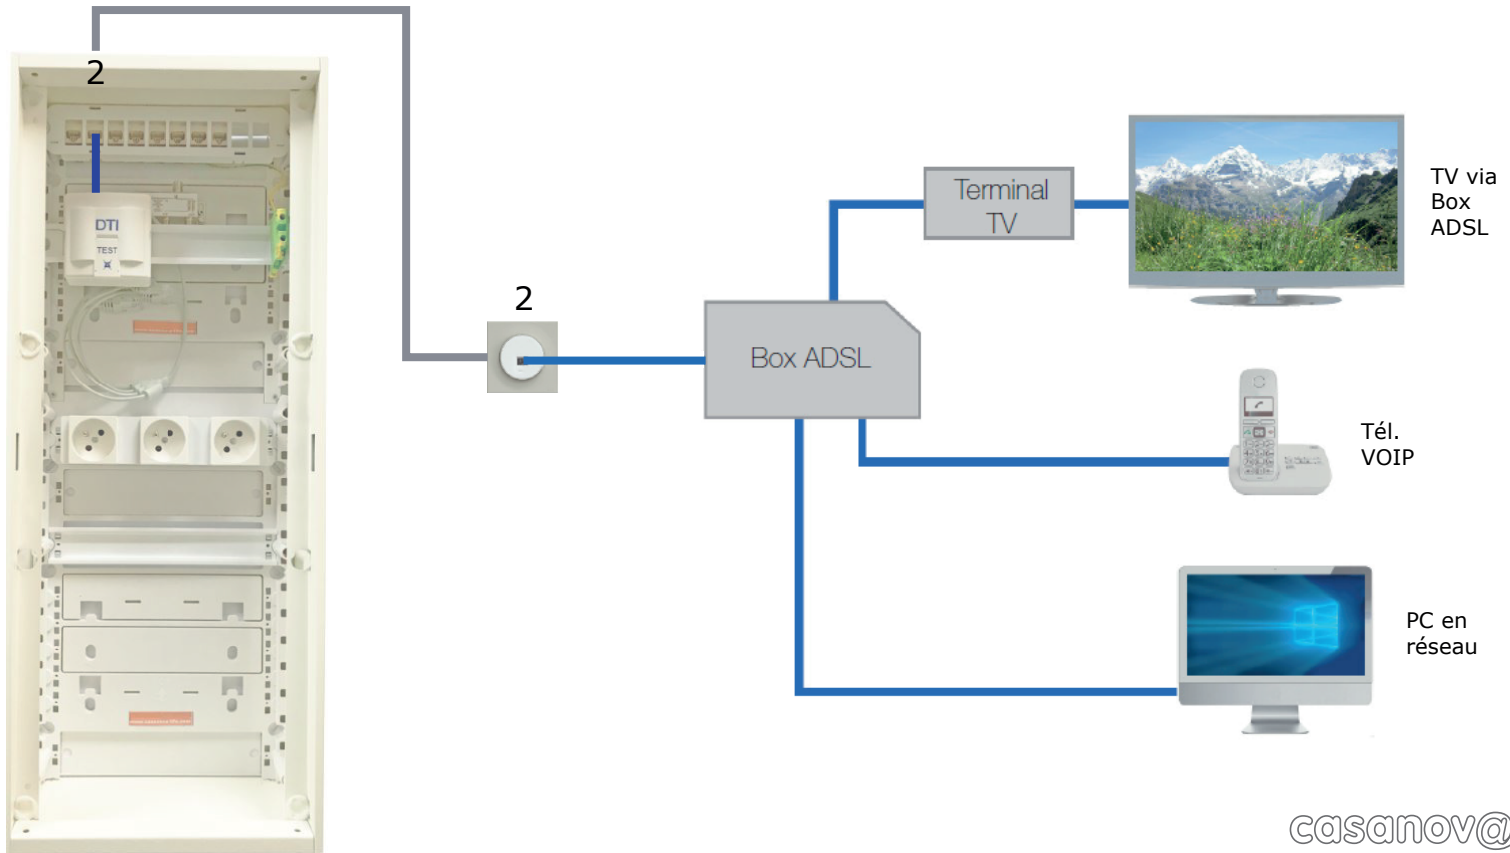 2
DTI
TEST
2
Box ADSL
Terminal
TV
TV via
Box
ADSL
Tél.
VOIP
PC en
réseau
casanov@